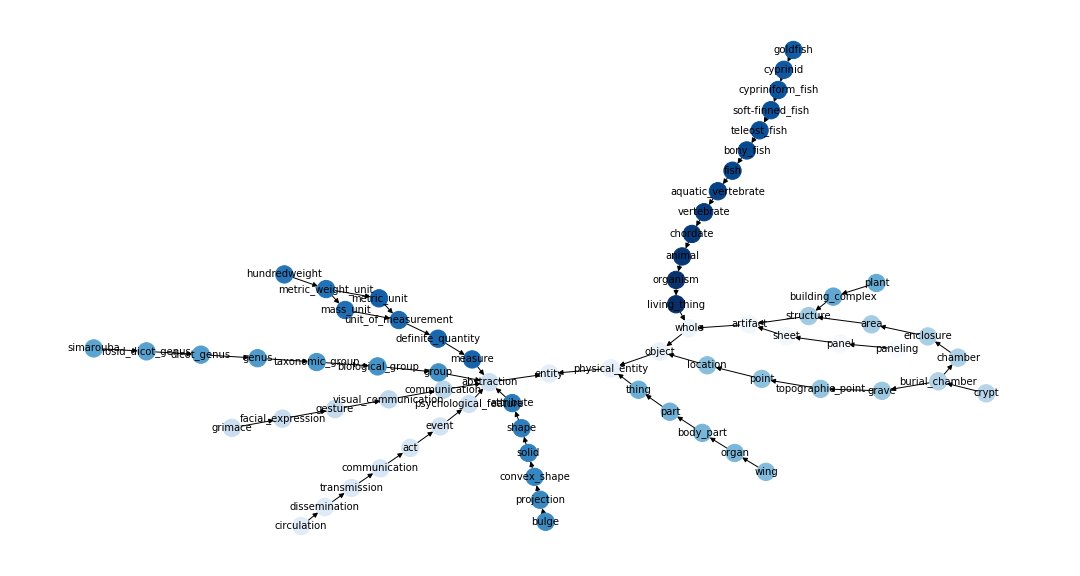 goldfish
cyprinid
cypriniform_fish
soft-finned_fish
teleost_fish
bony_fish
fish
aquatic_vertebrate
vertebrate
chordate
animal
organism
living_thing
whole
hundredweight
metric_weight_unit
metric_unit
mass_unit
unit_of_measurement
definite_quantity
measure
plant
building_complex
structure
area
artifact
sheet
panel
paneling
enclosure
chamber
burial_chamber
crypt
grave
topographic_point
point
location
object
physical_entity
entity
abstraction
simarouba
rosid_dicot_genus
dicot_genus
genus
taxonomic_group
biological_group
group
communication
visual_communication
gesture
facial_expression
grimace
psychological_feature
attribute
event
act
communication
transmission
dissemination
circulation
shape
solid
convex_shape
projection
bulge
thing
part
body_part
organ
wing